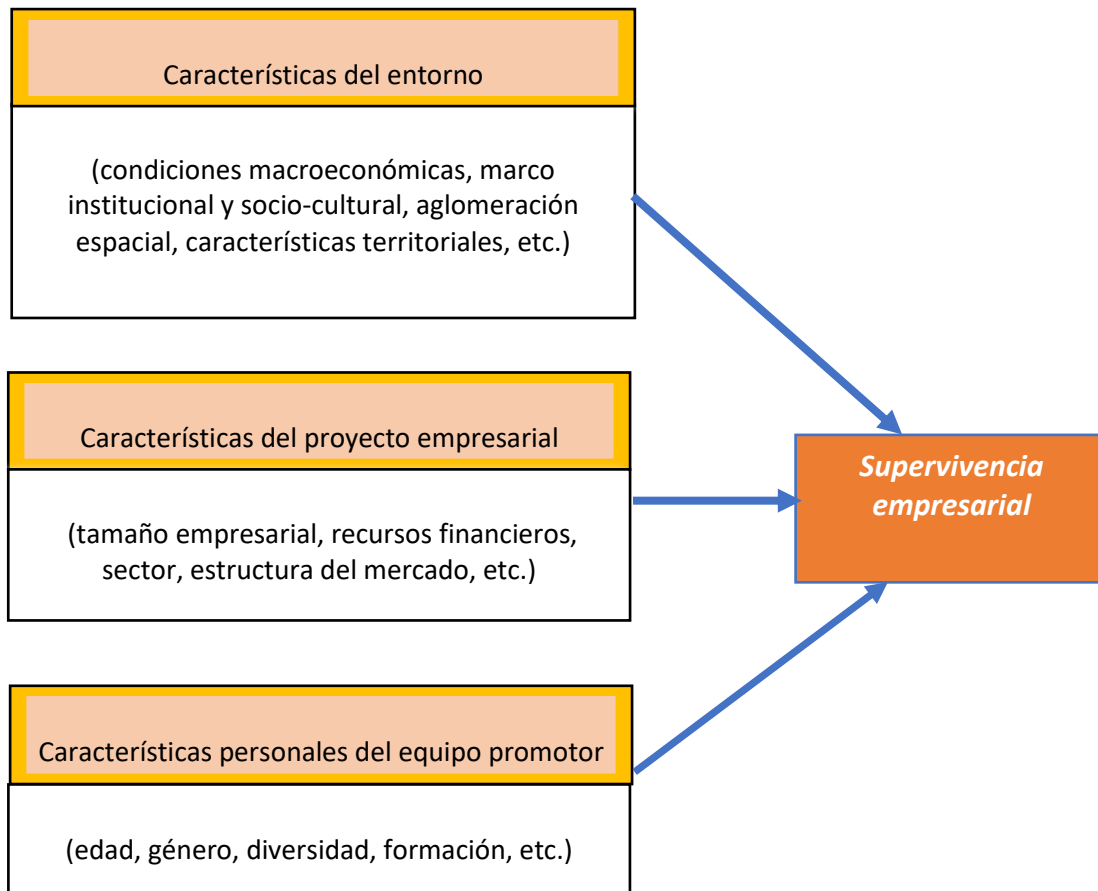 Características del entorno
(condiciones macroeconómicas, marco
institucional y socio-cultural, aglomeración
espacial, características territoriales, etc.)
Características del proyecto empresarial
(tamaño empresarial, recursos financieros,
sector, estructura del mercado, etc.)
Características personales del equipo promotor
(edad, género, diversidad, formación, etc.)
Supervivencia
empresarial